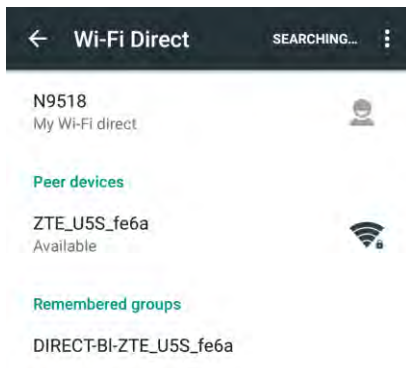 Wi-Fi Direct SEARCHING...
N9518
My Wi-Fi direct
Peer devices
ZTE_U5S_fe6a
Available
Remembered groups
DIRECT-BI-ZTE_U5S_fe6a